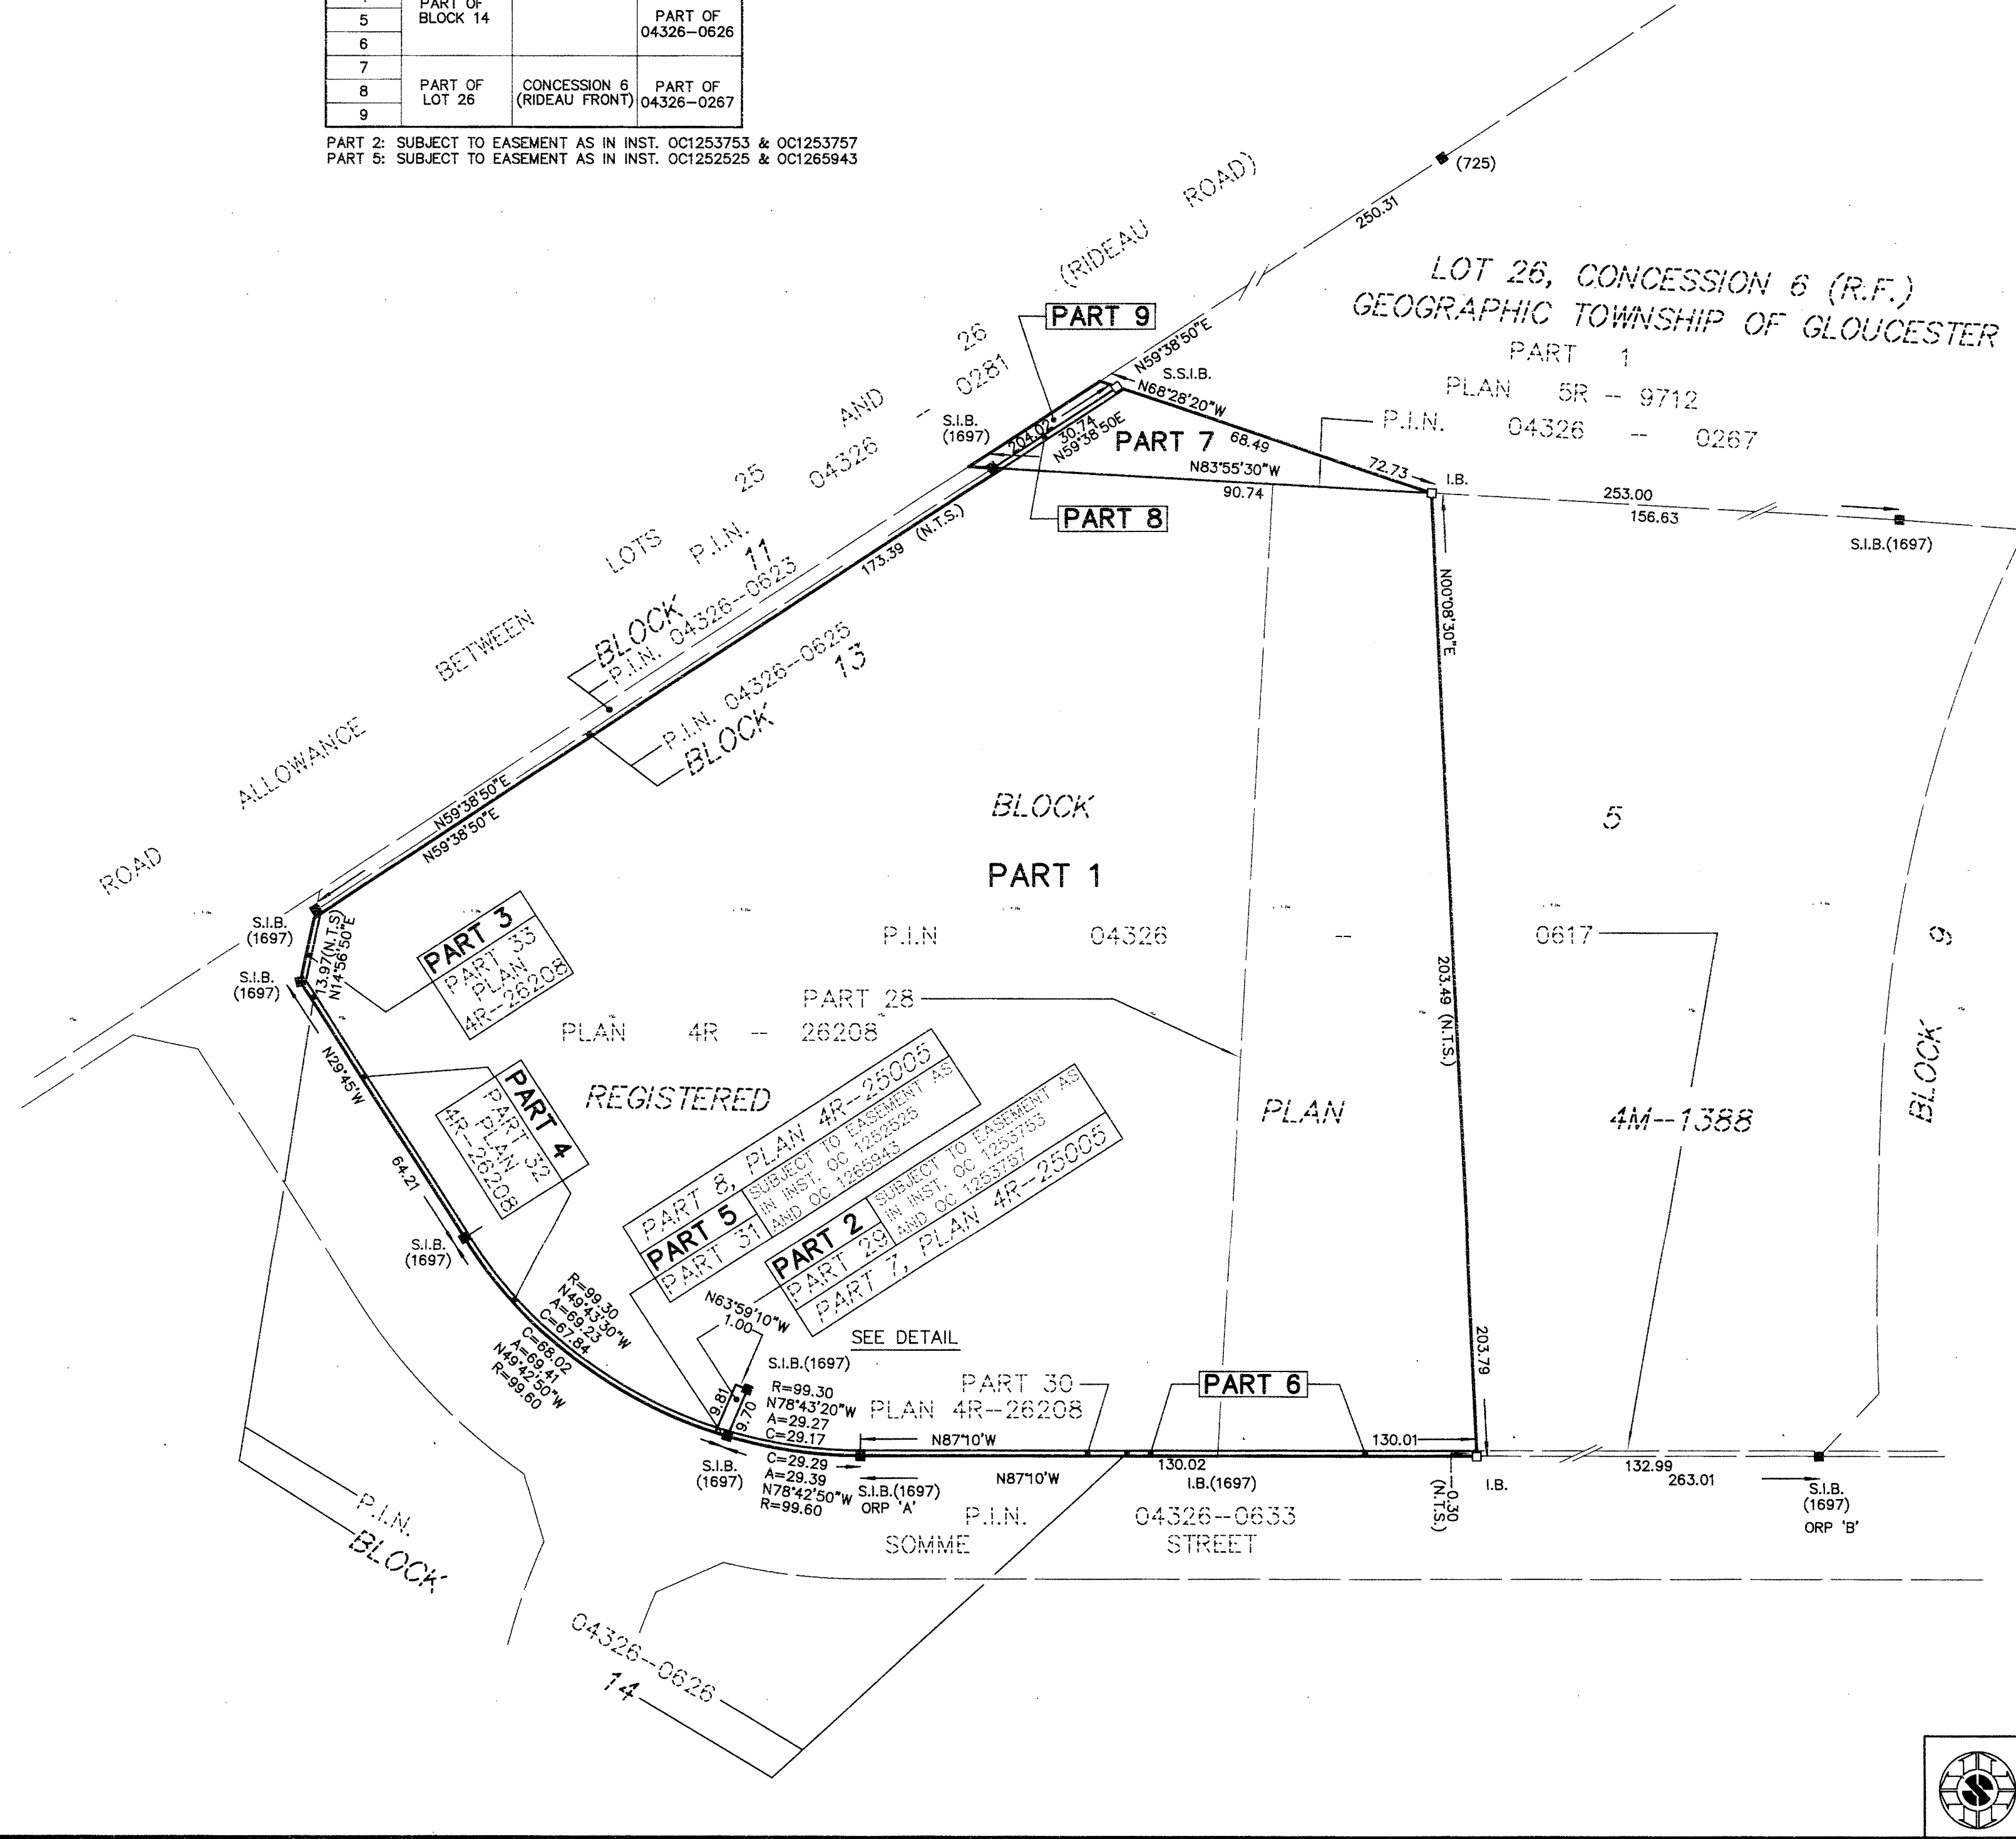 PART OF
BLOCK 14
5
6
PART OF
04326-0626
7
8
9
PART OF
LOT 26
CONCESSION 6
(RIDEAU FRONT)
PART OF
04326-0267
PART 2: SUBJECT TO EASEMENT AS IN INST. OC1253753 & OC1253757
PART 5: SUBJECT TO EASEMENT AS IN INST. OC1252525 & OC1265943
(725)
250.31
(RIDEAU ROAD)
LOT 26, CONCESSION 6 (R.F.)
GEOGRAPHIC TOWNSHIP OF GLOUCESTER
PART 1
PLAN 5R -- 9712
P.I.N. 04326 -- 0267
PART 9
N59°38'50"E
S.S.I.B.
N68°28'20"W
68.49
72.73
I.B.
S.I.B.
(1697)
204.02
30.74
N59°38'50E
PART 7
N83°55'30"W
90.74
PART 8
253.00
156.63
S.I.B.(1697)
ROAD ALLOWANCE BETWEEN LOTS 25 AND 26
P.I.N. 04326 -- 0281
173.39 (N.T.S.)
11
BLOCK
P.I.N. 04326--0623
P.I.N. 04326--0625
BLOCK
13
N59°38'50"E
N59°38'50"E
N00°08'30"E
BLOCK 5
PART 1
P.I.N 04326 -- 0617
203.49 (N.T.S.)
BLOCK 6
S.I.B.
(1697)
13.97(N.T.S)
N14°56'50"E
S.I.B.
(1697)
PART 3
PART 33
PLAN
4R--26208
PART 28
PLAN 4R -- 26208
REGISTERED PLAN 4M--1388
N29°45'W
64.21
PART 4
PART 32
PLAN
4R--26208
S.I.B.
(1697)
PART 8, PLAN 4R--25005
PART 5
PART 31
SUBJECT TO EASEMENT AS
IN INST. OC 1252525
AND OC 1265943
PART 2
PART 29
SUBJECT TO EASEMENT AS
IN INST. OC 1253753
AND OC 1253757
PART 7, PLAN 4R--25005
R=99.30
N49°43'30"W
A=69.23
C=67.84
C=68.02
A=69.41
N49°42'50"W
R=99.60
N63°59'10"W
1.00
SEE DETAIL
S.I.B.(1697)
9.81
9.70
R=99.30
N78°43'20"W
A=29.27
C=29.17
C=29.29
A=29.39
N78°42'50"W
R=99.60
S.I.B.
(1697)
S.I.B.(1697)
ORP 'A'
PART 30
PLAN 4R--26208
PART 6
203.79
N87°10'W
130.01
N87°10'W
130.02
I.B.(1697)
0.30
(N.T.S.)
I.B.
132.99
263.01
S.I.B.
(1697)
ORP 'B'
P.I.N. 04326--0633
SOMME STREET
P.I.N.
BLOCK
04326--0626
14